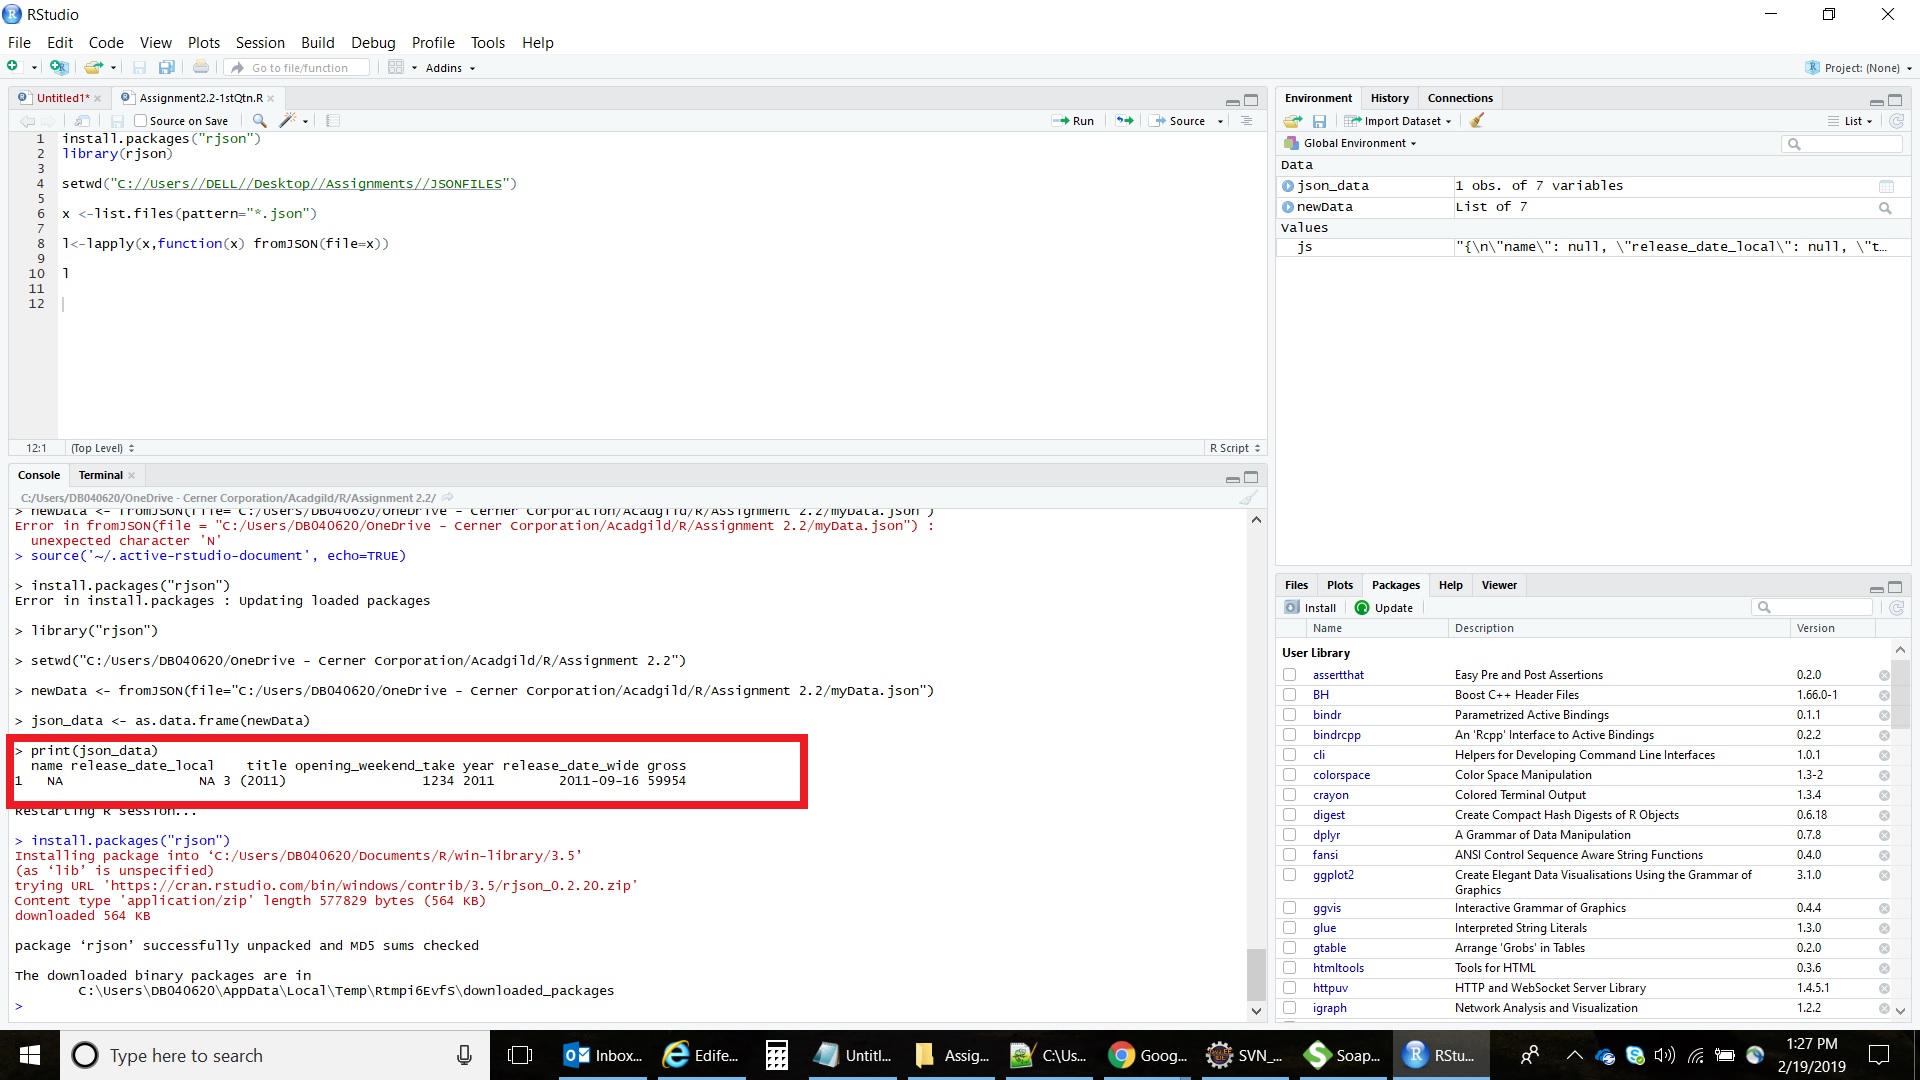 RStudio
File Edit Code View Plots Session Build Debug Profile Tools Help
Go to file/function Addins Project: (None)
Untitled1* Assignment2.2-1stQtn.R
Source on Save Run Source
1 install.packages("rjson")
2 library(rjson)
3
4 setwd("C://Users//DELL//Desktop//Assignments//JSONFILES")
5
6 x <-list.files(pattern="*.json")
7
8 l<-lapply(x,function(x) fromJSON(file=x))
9
10 l
11
12
12:1 (Top Level) R Script
Console Terminal
C:/Users/DB040620/OneDrive - Cerner Corporation/Acadgild/R/Assignment 2.2/
> newData <- fromJSON(file="C:/Users/DB040620/OneDrive - Cerner Corporation/Acadgild/R/Assignment 2.2/myData.json")
Error in fromJSON(file = "C:/Users/DB040620/OneDrive - Cerner Corporation/Acadgild/R/Assignment 2.2/myData.json") :
unexpected character 'N'
> source('~/.active-rstudio-document', echo=TRUE)
> install.packages("rjson")
Error in install.packages : Updating loaded packages
> library("rjson")
> setwd("C:/Users/DB040620/OneDrive - Cerner Corporation/Acadgild/R/Assignment 2.2")
> newData <- fromJSON(file="C:/Users/DB040620/OneDrive - Cerner Corporation/Acadgild/R/Assignment 2.2/myData.json")
> json_data <- as.data.frame(newData)
> print(json_data)
name release_date_local title opening_weekend_take year release_date_wide gross
1 NA NA 3 (2011) 1234 2011 2011-09-16 59954
Restarting R session...
> install.packages("rjson")
Installing package into ‘C:/Users/DB040620/Documents/R/win-library/3.5’
(as ‘lib’ is unspecified)
trying URL 'https://cran.rstudio.com/bin/windows/contrib/3.5/rjson_0.2.20.zip'
Content type 'application/zip' length 577829 bytes (564 KB)
downloaded 564 KB
package ‘rjson’ successfully unpacked and MD5 sums checked
The downloaded binary packages are in
C:\Users\DB040620\AppData\Local\Temp\Rtmpi6EvfS\downloaded_packages
>
Environment History Connections
Import Dataset List
Global Environment
Data
json_data 1 obs. of 7 variables
newData List of 7
Values
js "{\n\"name\": null, \"release_date_local\": null, \"t…
Files Plots Packages Help Viewer
Install Update
Name Description Version
User Library
assertthat Easy Pre and Post Assertions 0.2.0
BH Boost C++ Header Files 1.66.0-1
bindr Parametrized Active Bindings 0.1.1
bindrcpp An 'Rcpp' Interface to Active Bindings 0.2.2
cli Helpers for Developing Command Line Interfaces 1.0.1
colorspace Color Space Manipulation 1.3-2
crayon Colored Terminal Output 1.3.4
digest Create Compact Hash Digests of R Objects 0.6.18
dplyr A Grammar of Data Manipulation 0.7.8
fansi ANSI Control Sequence Aware String Functions 0.4.0
ggplot2 Create Elegant Data Visualisations Using the Grammar of 3.1.0
Graphics
ggvis Interactive Grammar of Graphics 0.4.4
glue Interpreted String Literals 1.3.0
gtable Arrange 'Grobs' in Tables 0.2.0
htmltools Tools for HTML 0.3.6
httpuv HTTP and WebSocket Server Library 1.4.5.1
igraph Network Analysis and Visualization 1.2.2
Type here to search Inbox... Edife... Untitl... Assig... C:\Us... Goog... SVN_... Soap... RStu...
1:27 PM
2/19/2019